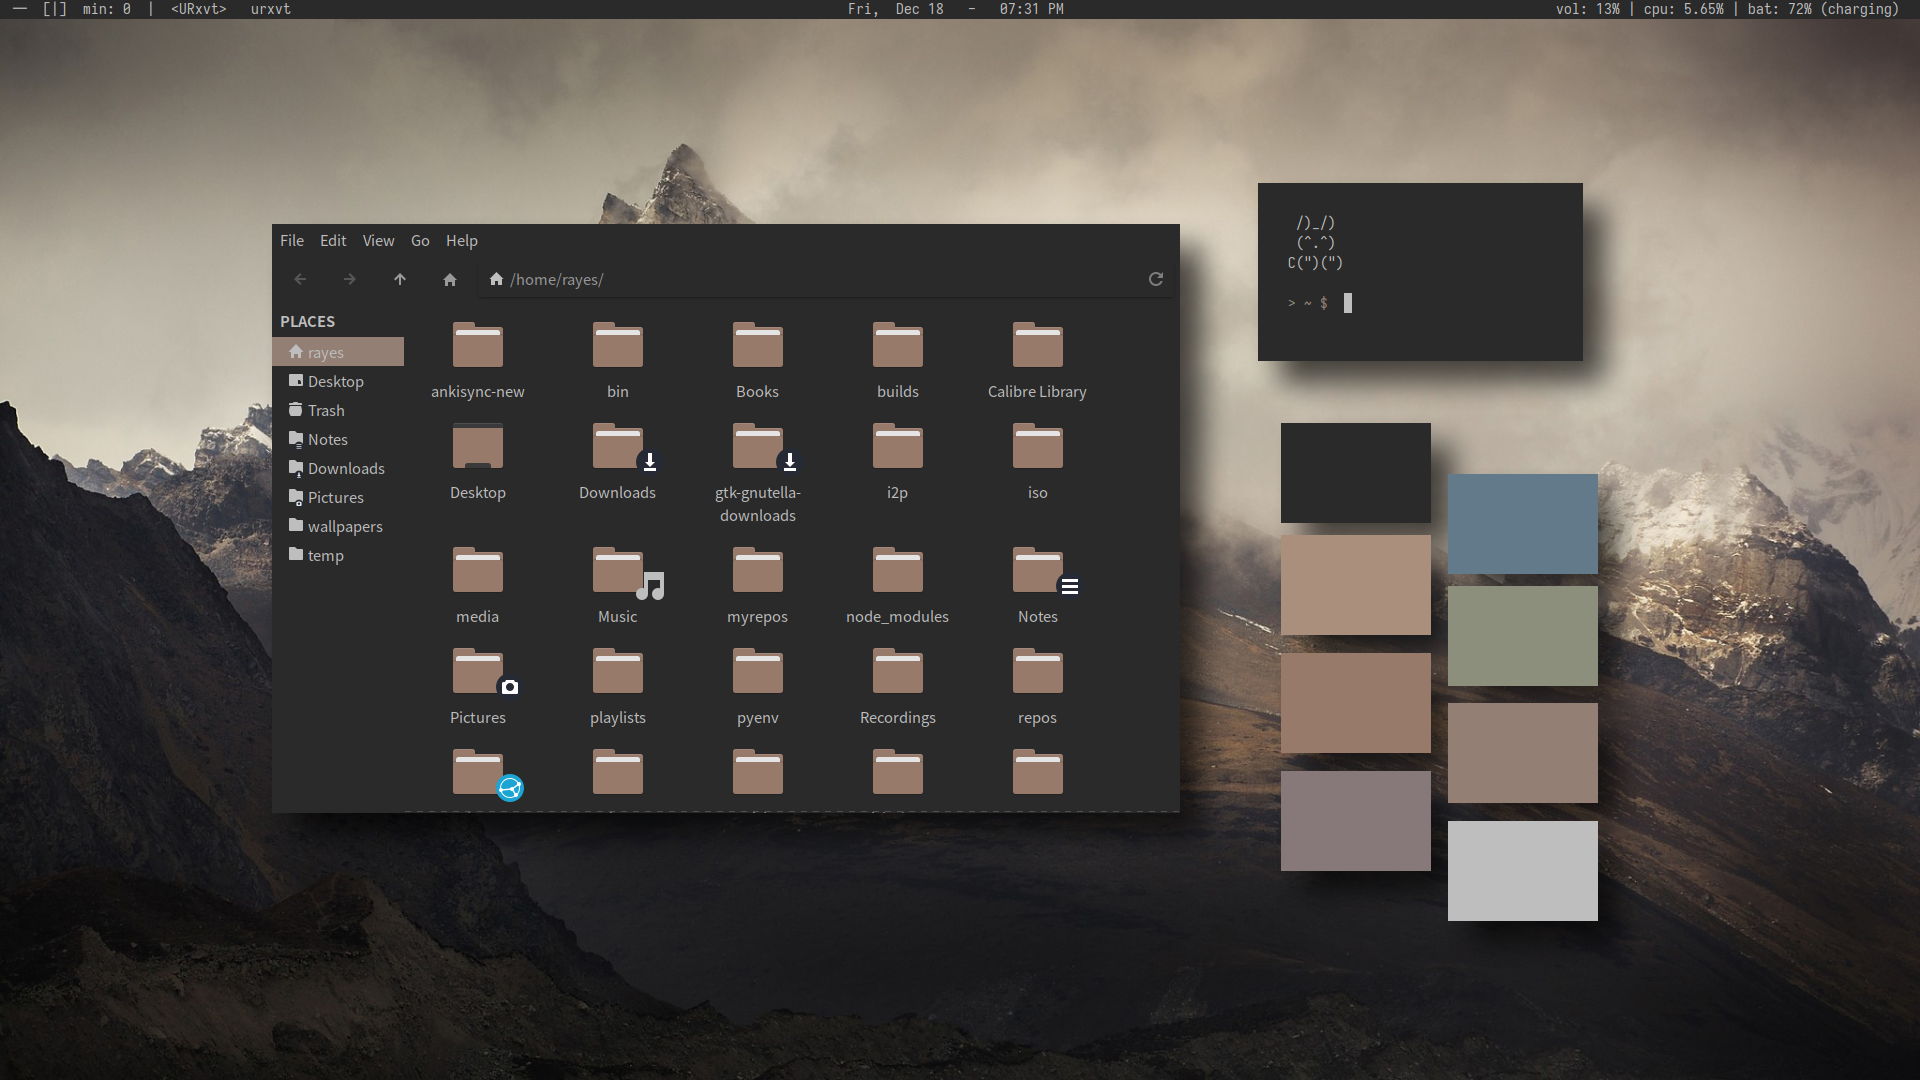 — [|] min: 0 | <URxvt> urxvt
Fri, Dec 18 - 07:31 PM
vol: 13% | cpu: 5.65% | bat: 72% (charging)
File Edit View Go Help
/home/rayes/
PLACES
rayes
Desktop
Trash
Notes
Downloads
Pictures
wallpapers
temp
ankisync-new bin Books builds Calibre Library
Desktop Downloads gtk-gnutella- i2p iso
downloads
media Music myrepos node_modules Notes
Pictures playlists pyenv Recordings repos
/)_/)
(^.^)
C(")(")
> ~ $